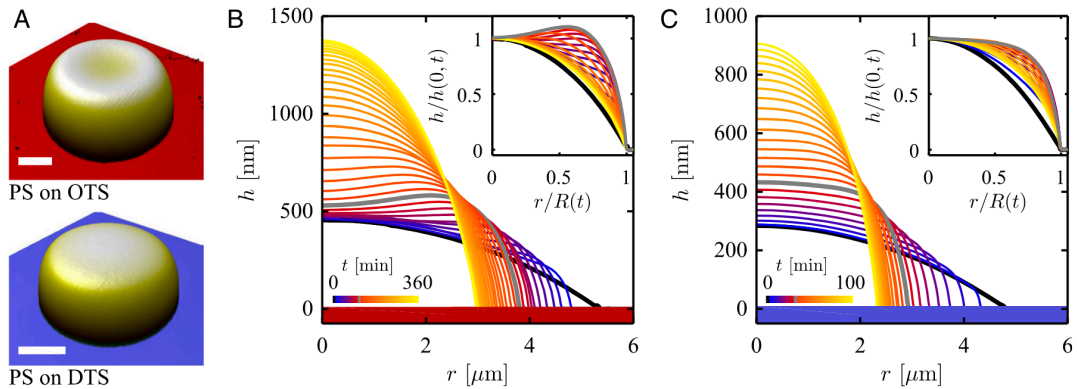 A
PS on OTS
PS on DTS
B
1500
1000
500
0
h [nm]
0
2
4
6
r [μm]
t [min]
0
360
h/h(0, t)
1
0.5
0
0
0.5
1
r/R(t)
C
1000
800
600
400
200
0
h [nm]
0
2
4
6
r [μm]
t [min]
0
100
h/h(0, t)
1
0.5
0
0
0.5
1
r/R(t)